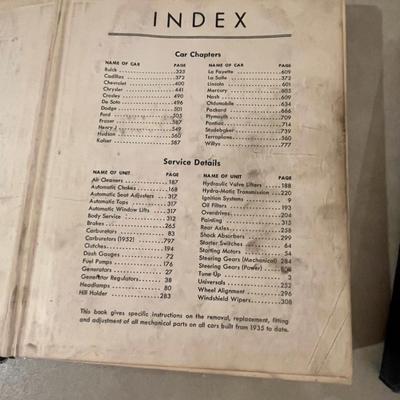 INDEX
Car Chapters
NAME OF CAR PAGE
Buick 335
Cadillac 372
Chevrolet 400
Chrysler 441
Crosley 490
De Soto 496
Dodge 501
Ford 505
Frazer 587
Henry J 549
Hudson 560
Kaiser 587
NAME OF CAR PAGE
La Fayette 609
La Salle 372
Lincoln 601
Mercury 505
Nash 609
Oldsmobile 634
Packard 666
Plymouth 709
Pontiac 714
Studebaker 739
Terraplane 560
Willys 777
Service Details
NAME OF UNIT PAGE
Air Cleaners 187
Automatic Chokes 168
Automatic Seat Adjusters 317
Automatic Tops 317
Automatic Window Lifts 317
Body Service 312
Brakes 265
Carburetors 83
Carburetors (1952) 797
Clutches 194
Dash Gauges 72
Fuel Pumps 176
Generators 27
Generator Regulators 38
Headlamps 80
Hill Holder 283
NAME OF UNIT PAGE
Hydraulic Valve Lifters 188
Hydra-Matic Transmission 220
Ignition Systems 9
Oil Filters 193
Overdrives 204
Painting 315
Rear Axles 258
Shock Absorbers 299
Starter Switches 64
Starting Motors 54
Steering Gears (Mechanical) 284
Steering Gears (Power)
Tune Up 3
Universals 252
Wheel Alignment 296
Windshield Wipers 308
This book gives specific instructions on the removal, replacement, fitting
and adjustment of all mechanical parts on all cars built from 1935 to date.